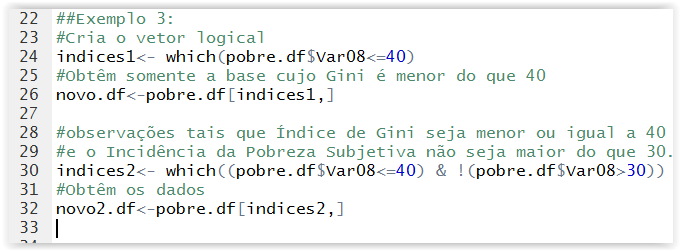 22 ##Exemplo 3:
23 #Cria o vetor logical
24 indices1<- which(pobre.df$Var08<=40)
25 #Obtêm somente a base cujo Gini é menor do que 40
26 novo.df<-pobre.df[indices1,]
27
28 #observações tais que Índice de Gini seja menor ou igual a 40
29 #e o Incidência da Pobreza Subjetiva não seja maior do que 30.
30 indices2<- which((pobre.df$Var08<=40) & !(pobre.df$Var08>30))
31 #Obtêm os dados
32 novo2.df<-pobre.df[indices2,]
33